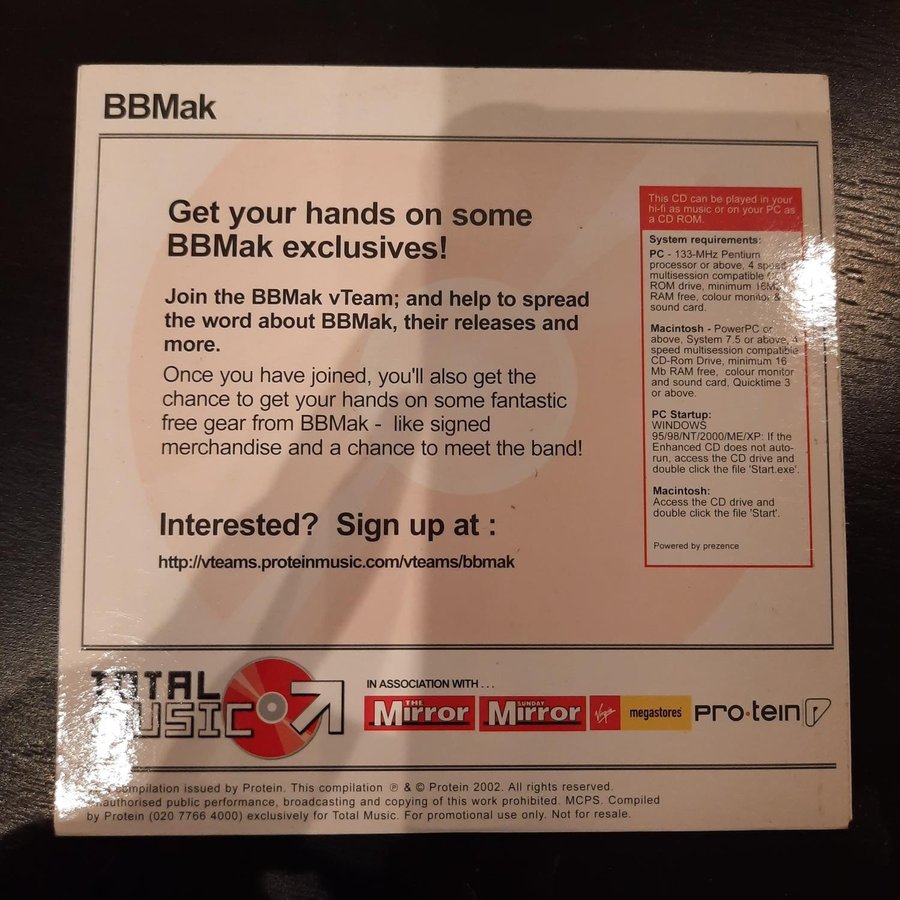 BBMak
Get your hands on some
BBMak exclusives!
Join the BBMak vTeam; and help to spread
the word about BBMak, their releases and
more.
Once you have joined, you'll also get the
chance to get your hands on some fantastic
free gear from BBMak - like signed
merchandise and a chance to meet the band!
Interested? Sign up at :
http://vteams.proteinmusic.com/vteams/bbmak
This CD can be played in your
hi-fi as music or on your PC as
a CD ROM.
System requirements:
PC - 133-MHz Pentium
processor or above, 4 speed
multisession compatible
ROM drive, minimum 16Mb
RAM free, colour monitor &
sound card.
Macintosh - PowerPC or
above, System 7.5 or above, 4
speed multisession compatible
CD-Rom Drive, minimum 16
Mb RAM free, colour monitor
and sound card, Quicktime 3
or above.
PC Startup:
WINDOWS
95/98/NT/2000/ME/XP: If the
Enhanced CD does not auto-
run, access the CD drive and
double click the file 'Start.exe'.
Macintosh:
Access the CD drive and
double click the file 'Start'.
Powered by prezence
TOTAL
MUSIC
IN ASSOCIATION WITH . . .
THE Mirror
SUNDAY Mirror
Virgin megastores
pro·tein
compilation issued by Protein. This compilation ℗ & © Protein 2002. All rights reserved.
Unauthorised public performance, broadcasting and copying of this work prohibited. MCPS. Compiled
by Protein (020 7766 4000) exclusively for Total Music. For promotional use only. Not for resale.